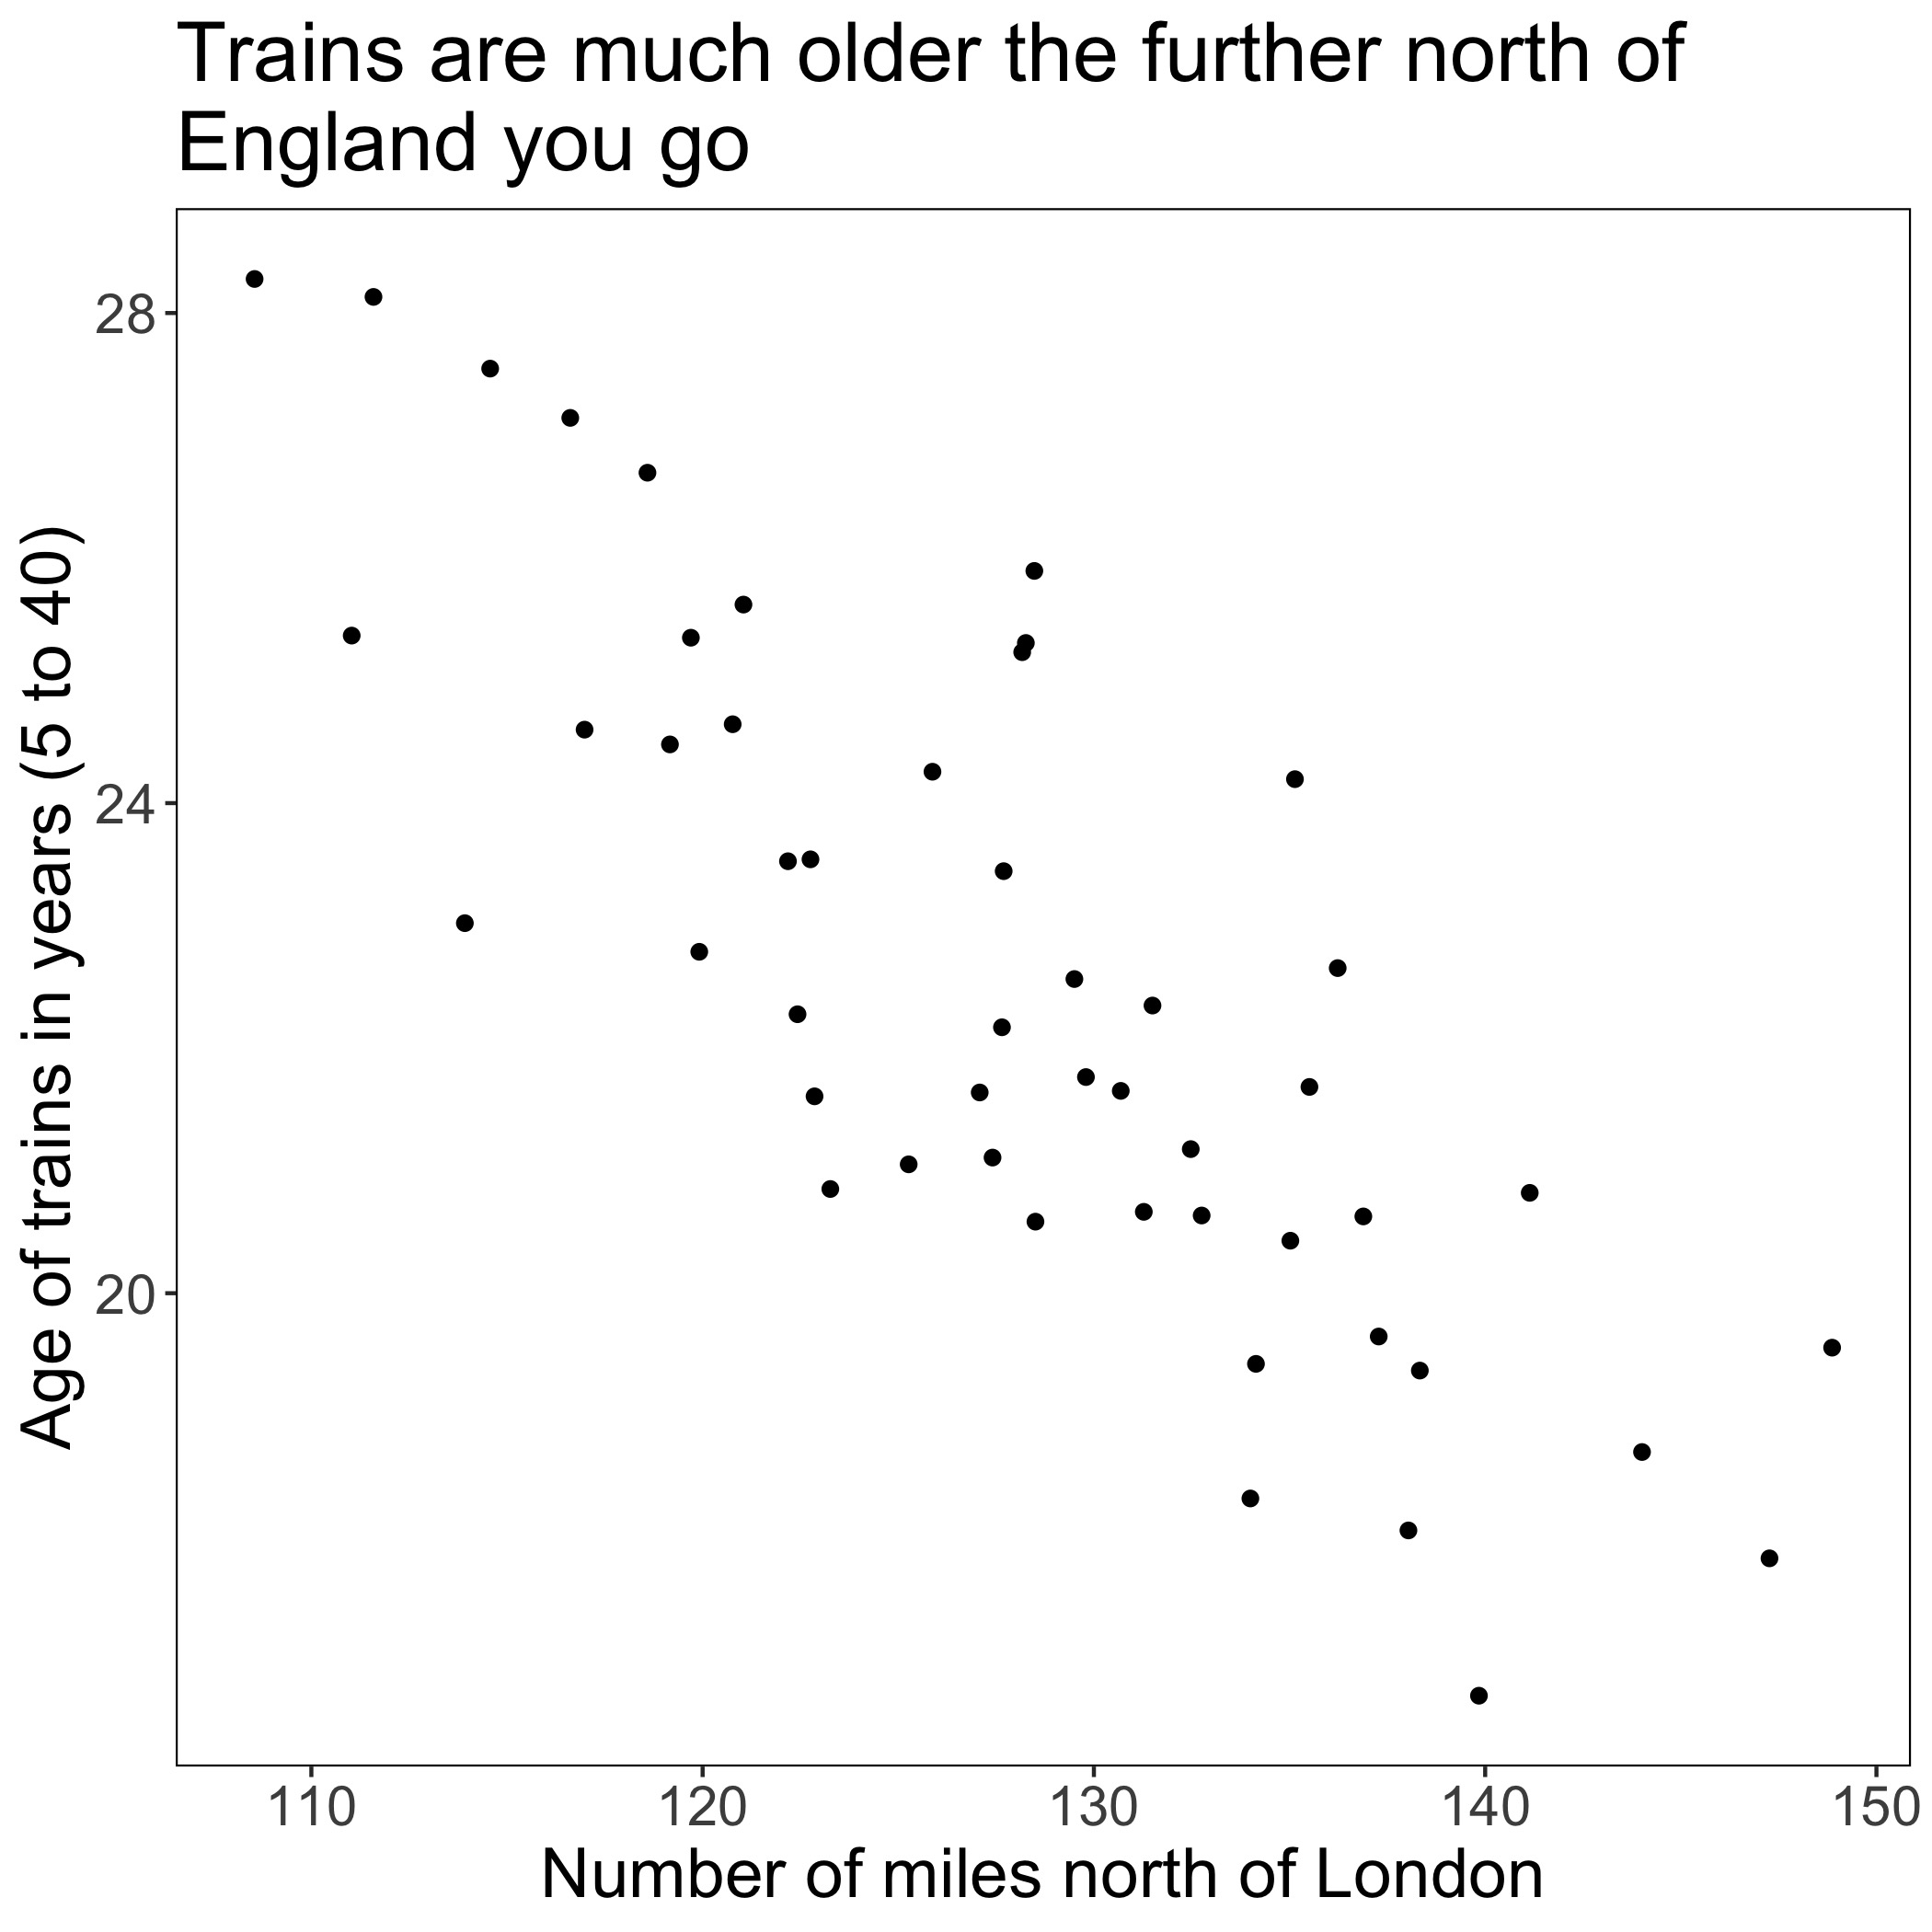 Trains are much older the further north of
England you go
Age of trains in years (5 to 40)
28
24
20
110
120
130
140
150
Number of miles north of London